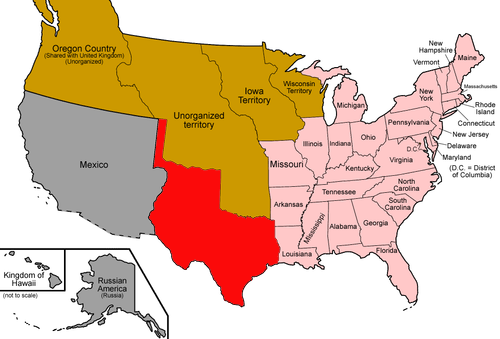 Oregon Country
(Shared with United Kingdom)
(Unorganized)
Iowa
Territory
Wisconsin
Territory
Unorganized
territory
Mexico
Michigan
New
Hampshire
Vermont
Maine
Massachusetts
New
York
Rhode
Island
Connecticut
New Jersey
Pennsylvania
Delaware
Maryland
(D.C. = District
of Columbia)
D.C.
Illinois
Indiana
Ohio
Missouri
Virginia
Kentucky
North
Carolina
Tennessee
South
Carolina
Arkansas
Mississippi
Alabama
Georgia
Louisiana
Florida
Kingdom of
Hawaii
(not to scale)
Russian
America
(Russia)